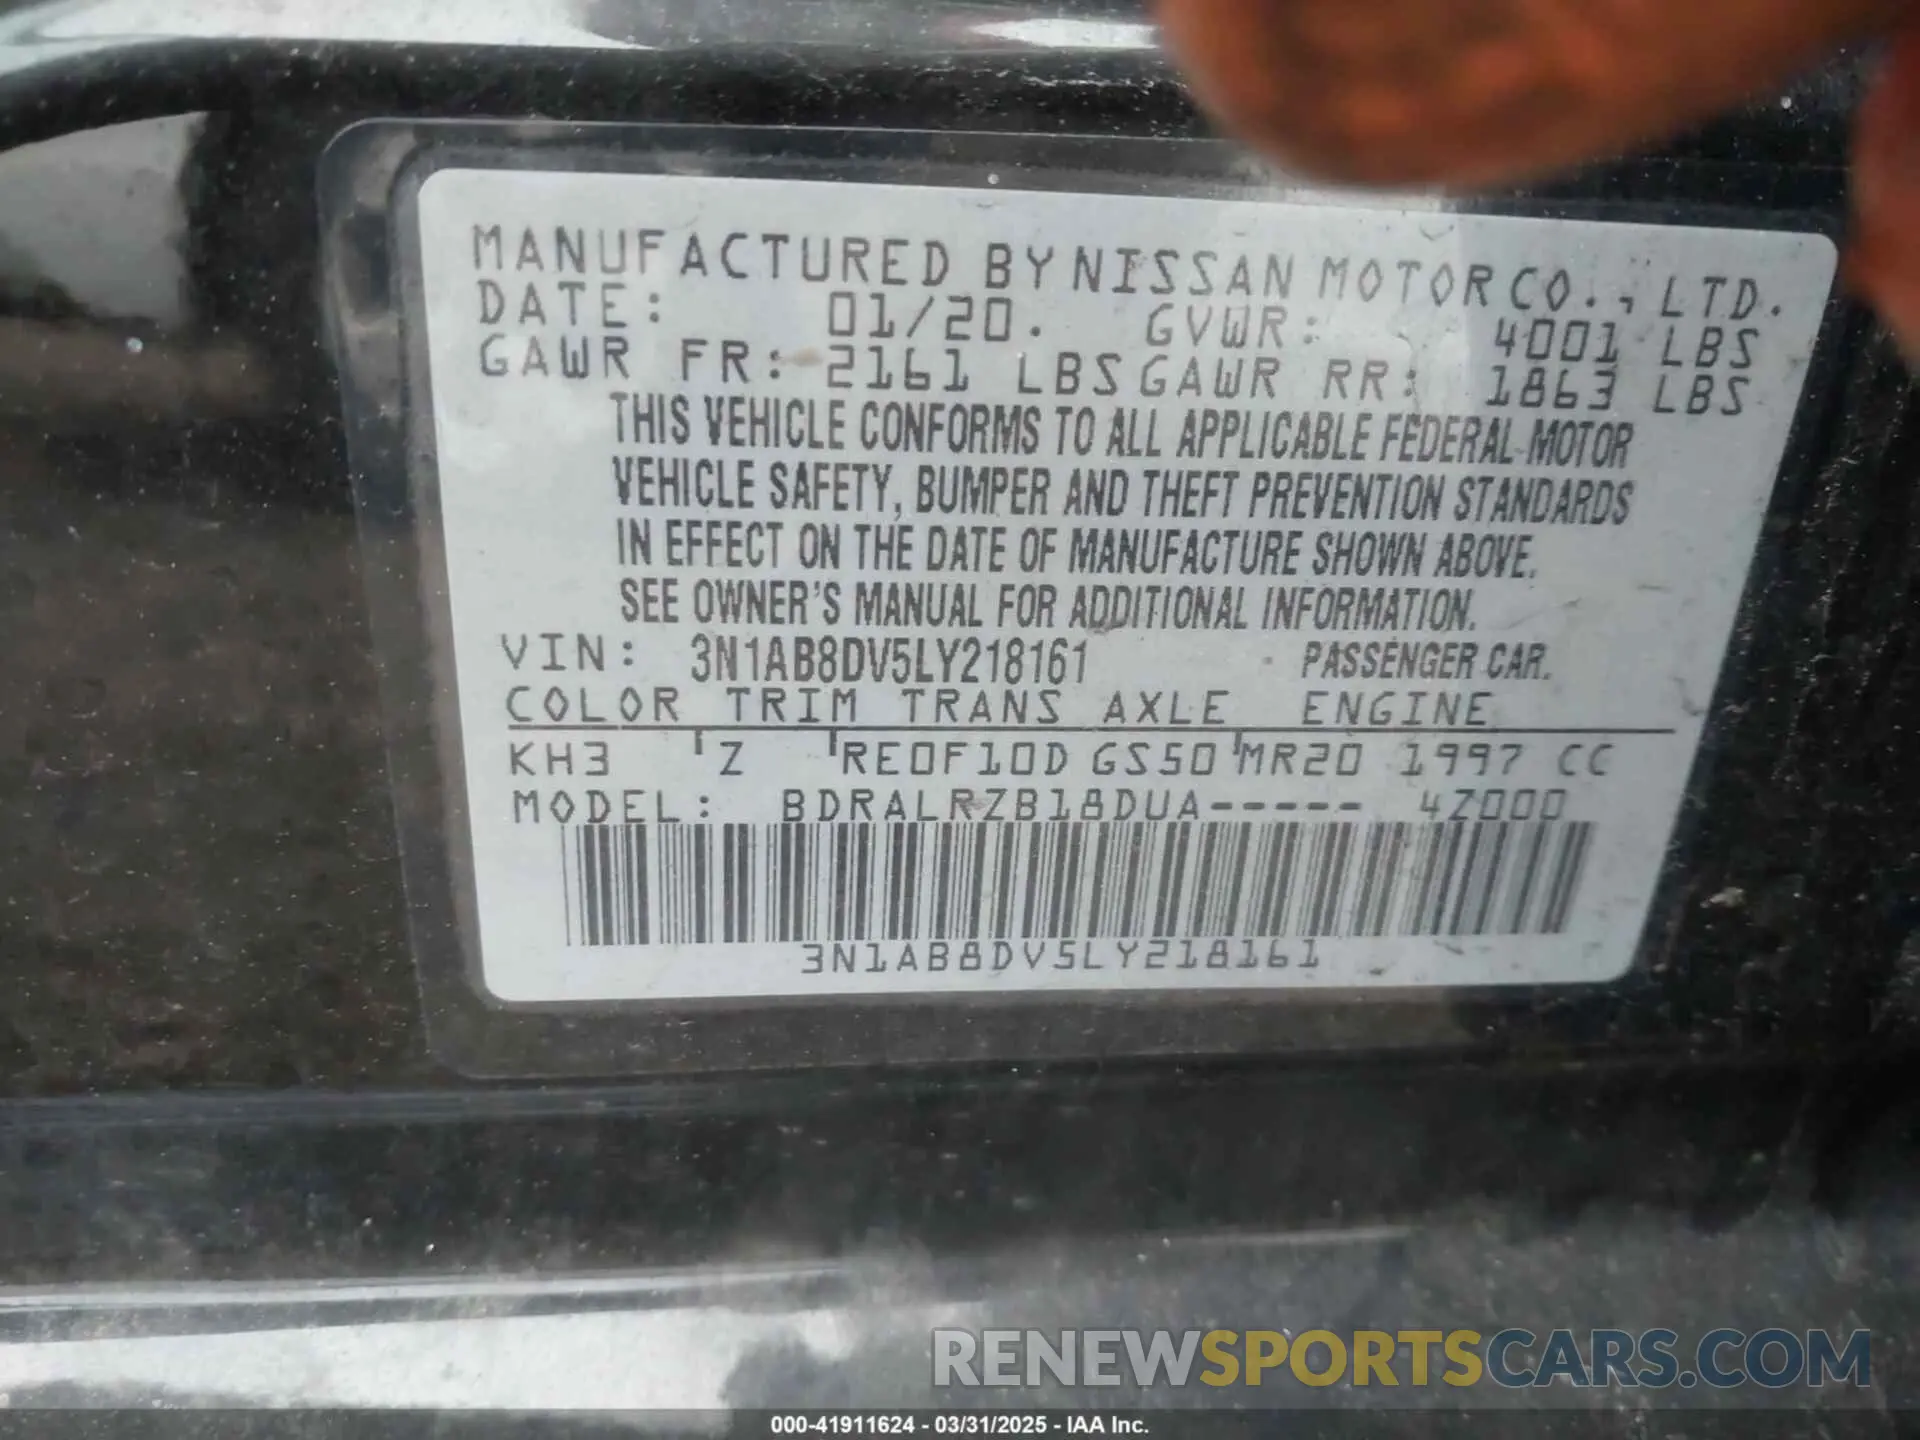 MANUFACTURED BY NISSAN MOTOR CO., LTD.
DATE: 01/20. GVWR: 4001 LBS
GAWR FR: 2161 LBS GAWR RR: 1863 LBS
THIS VEHICLE CONFORMS TO ALL APPLICABLE FEDERAL MOTOR
VEHICLE SAFETY, BUMPER AND THEFT PREVENTION STANDARDS
IN EFFECT ON THE DATE OF MANUFACTURE SHOWN ABOVE.
SEE OWNER'S MANUAL FOR ADDITIONAL INFORMATION.
VIN: 3N1AB8DV5LY218161 PASSENGER CAR.
COLOR TRIM TRANS AXLE ENGINE
KH3 Z RE0F10D GS50 MR20 1997 CC
MODEL: BDRALRZB18DUA----- 4Z000
3N1AB8DV5LY218161
RENEWSPORTSCARS.COM
000-41911624 - 03/31/2025 - IAA Inc.